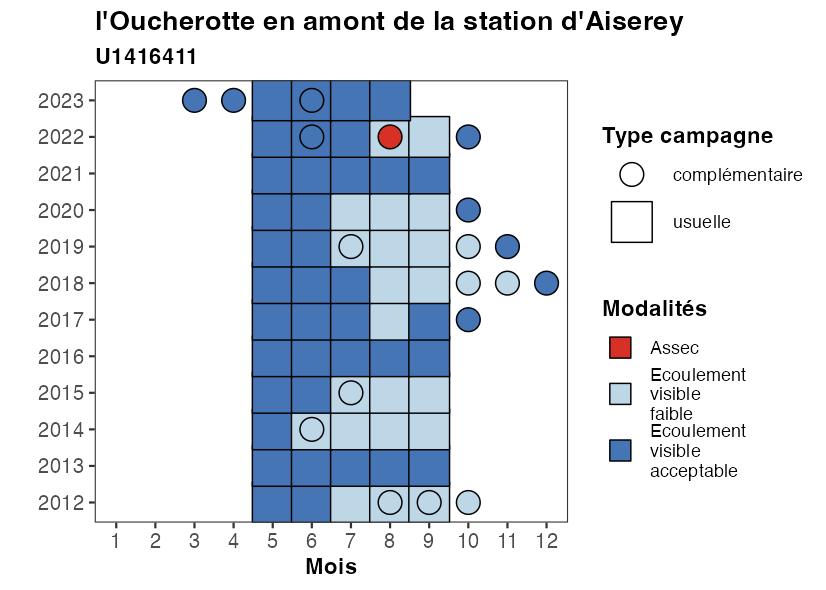 l'Oucherotte en amont de la station d'Aiserey
U1416411
2023
2022
2021
2020
2019
2018
2017
2016
2015
2014
2013
2012
1 2 3 4 5 6 7 8 9 10 11 12
Mois
Type campagne
complémentaire
usuelle
Modalités
Assec
Ecoulement
visible
faible
Ecoulement
visible
acceptable